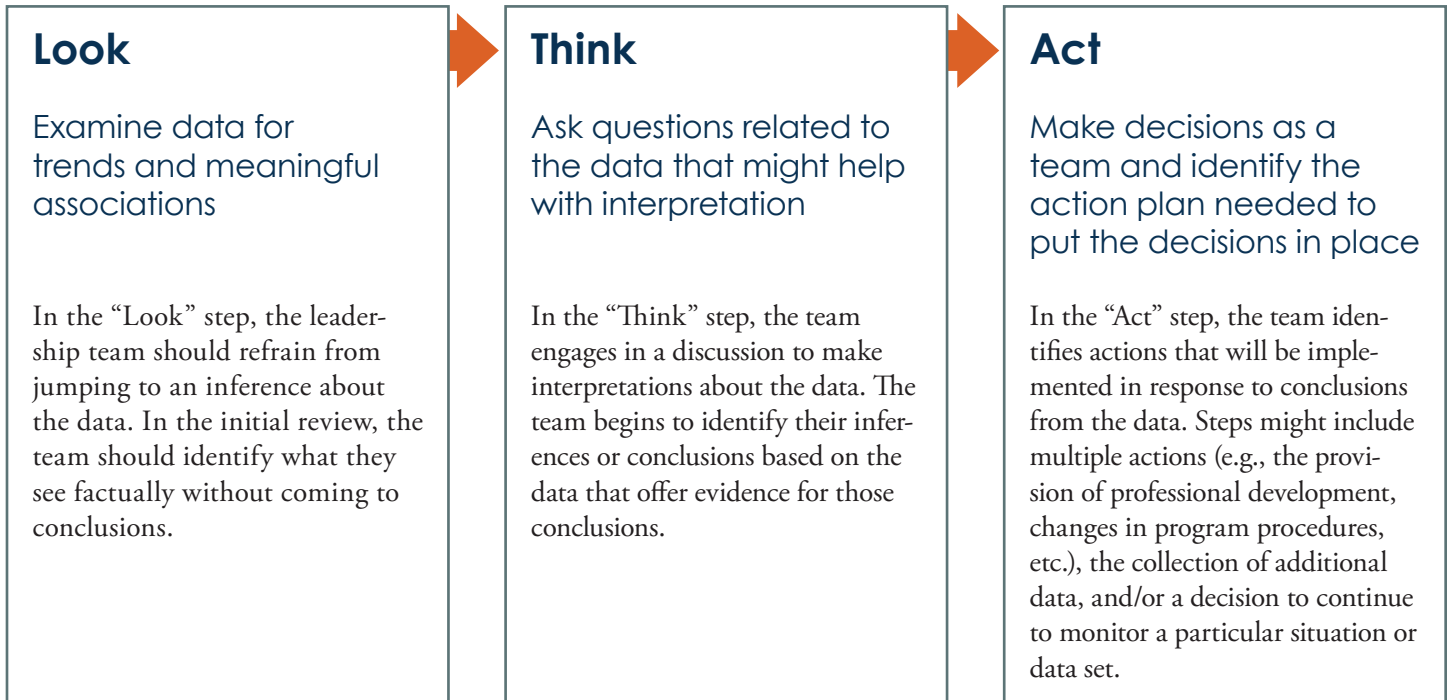 Look
Examine data for
trends and meaningful
associations
In the “Look” step, the leader-
ship team should refrain from
jumping to an inference about
the data. In the initial review, the
team should identify what they
see factually without coming to
conclusions.
Think
Ask questions related to
the data that might help
with interpretation
In the “Think” step, the team
engages in a discussion to make
interpretations about the data. The
team begins to identify their infer-
ences or conclusions based on the
data that offer evidence for those
conclusions.
Act
Make decisions as a
team and identify the
action plan needed to
put the decisions in place
In the “Act” step, the team iden-
tifies actions that will be imple-
mented in response to conclusions
from the data. Steps might include
multiple actions (e.g., the provi-
sion of professional development,
changes in program procedures,
etc.), the collection of additional
data, and/or a decision to continue
to monitor a particular situation or
data set.